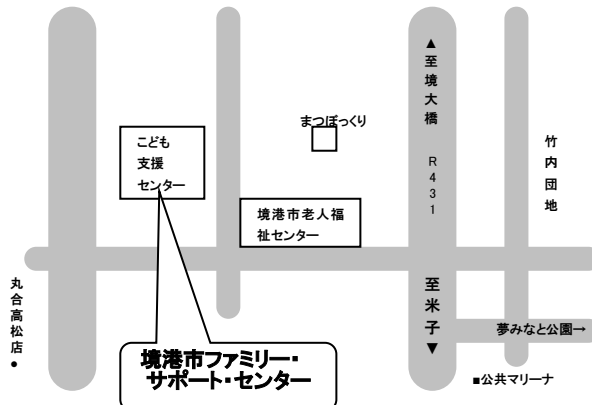 ▲至境大橋 R431
まつぼっくり
こども
支援
センター
竹内団地
境港市老人福
祉センター
丸合高松店●
至米子▼
夢みなと公園→
境港市ファミリー・
サポート・センター
■公共マリーナ